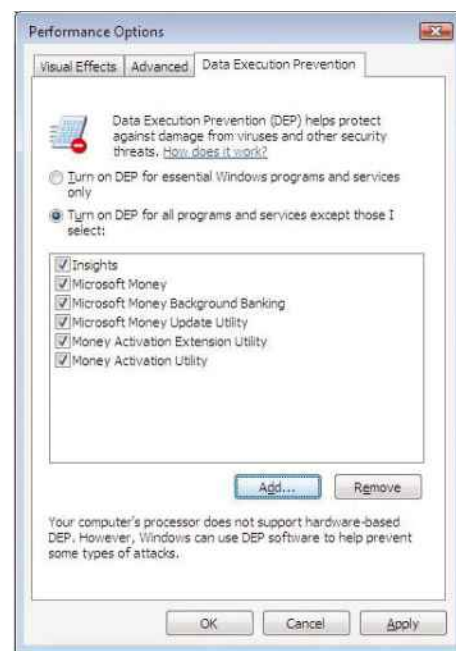 Performance Options
Visual Effects
Advanced
Data Execution Prevention
Data Execution Prevention (DEP) helps protect
against damage from viruses and other security
threats. How does it work?
Turn on DEP for essential Windows programs and services
only
Turn on DEP for all programs and services except those I
select:
Insights
Microsoft Money
Microsoft Money Background Banking
Microsoft Money Update Utility
Money Activation Extension Utility
Money Activation Utility
Add...
Remove
Your computer's processor does not support hardware-based
DEP. However, Windows can use DEP software to help prevent
some types of attacks.
OK
Cancel
Apply